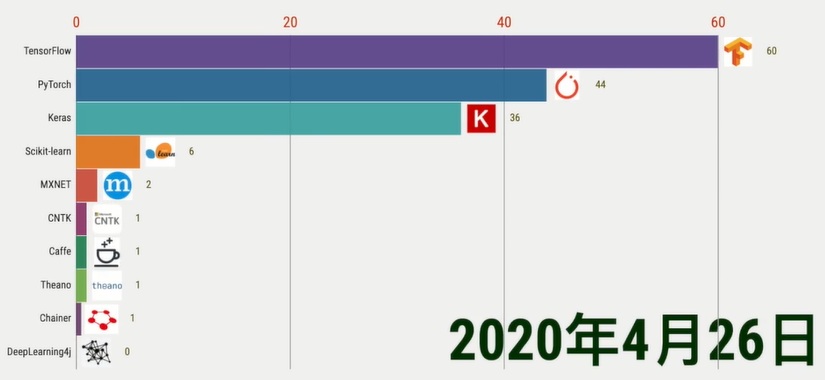 0 20 40 60
TensorFlow 60
PyTorch 44
Keras K 36
Scikit-learn learn 6
MXNET m 2
CNTK Microsoft CNTK 1
Caffe 1
Theano theano 1
Chainer 1
DeepLearning4j 0
2020年4月26日